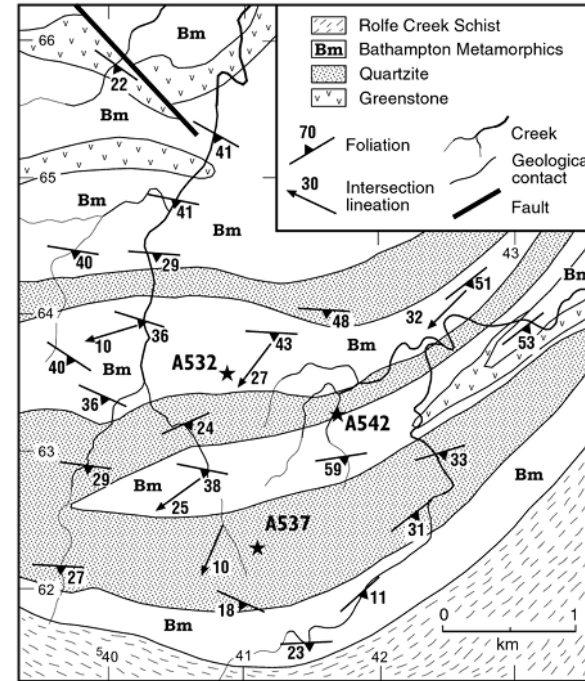 Rolfe Creek Schist
Bm Bathampton Metamorphics
Quartzite
Greenstone
70
Foliation
30
Intersection
lineation
Creek
Geological
contact
Fault
66
Bm
22
Bm
41
65
Bm
41
Bm
40
29
43
Bm
51
64
48
32
10
36
43
Bm
53
40
Bm
A532
27
36
24
A542
63
59
33
29
Bm
38
25
A537
31
10
27
62
18
11
Bm
Bm
23
0 1
km
540
41
42